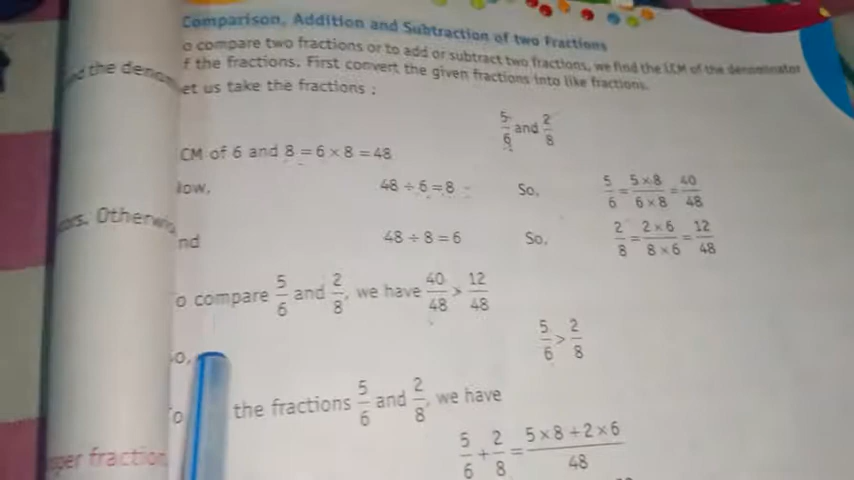 Comparison, Addition and Subtraction of two Fractions
o compare two fractions or to add or subtract two fractions, we find the LCM of the denominator
f the fractions. First convert the given fractions into like fractions.
et us take the fractions :
5/6 and 2/8
CM of 6 and 8 = 6 × 8 = 48
low, 48 ÷ 6 = 8 So, 5/6 = 5 × 8/6 × 8 = 40/48
nd 48 ÷ 8 = 6 So, 2/8 = 2 × 6/8 × 6 = 12/48
o compare 5/6 and 2/8, we have 40/48 > 12/48
so, 5/6 > 2/8
o the fractions 5/6 and 2/8, we have
5/6 + 2/8 = 5 × 8 + 2 × 6/48
the denom
ors. Otherwi
per fraction